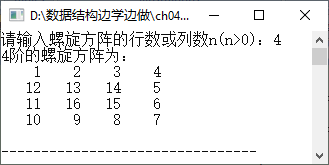 D:\数据结构边学边做\ch04...
请输入螺旋方阵的行数或列数n(n>0): 4
4阶的螺旋方阵为:
1 2 3 4
12 13 14 5
11 16 15 6
10 9 8 7
--------------------------------